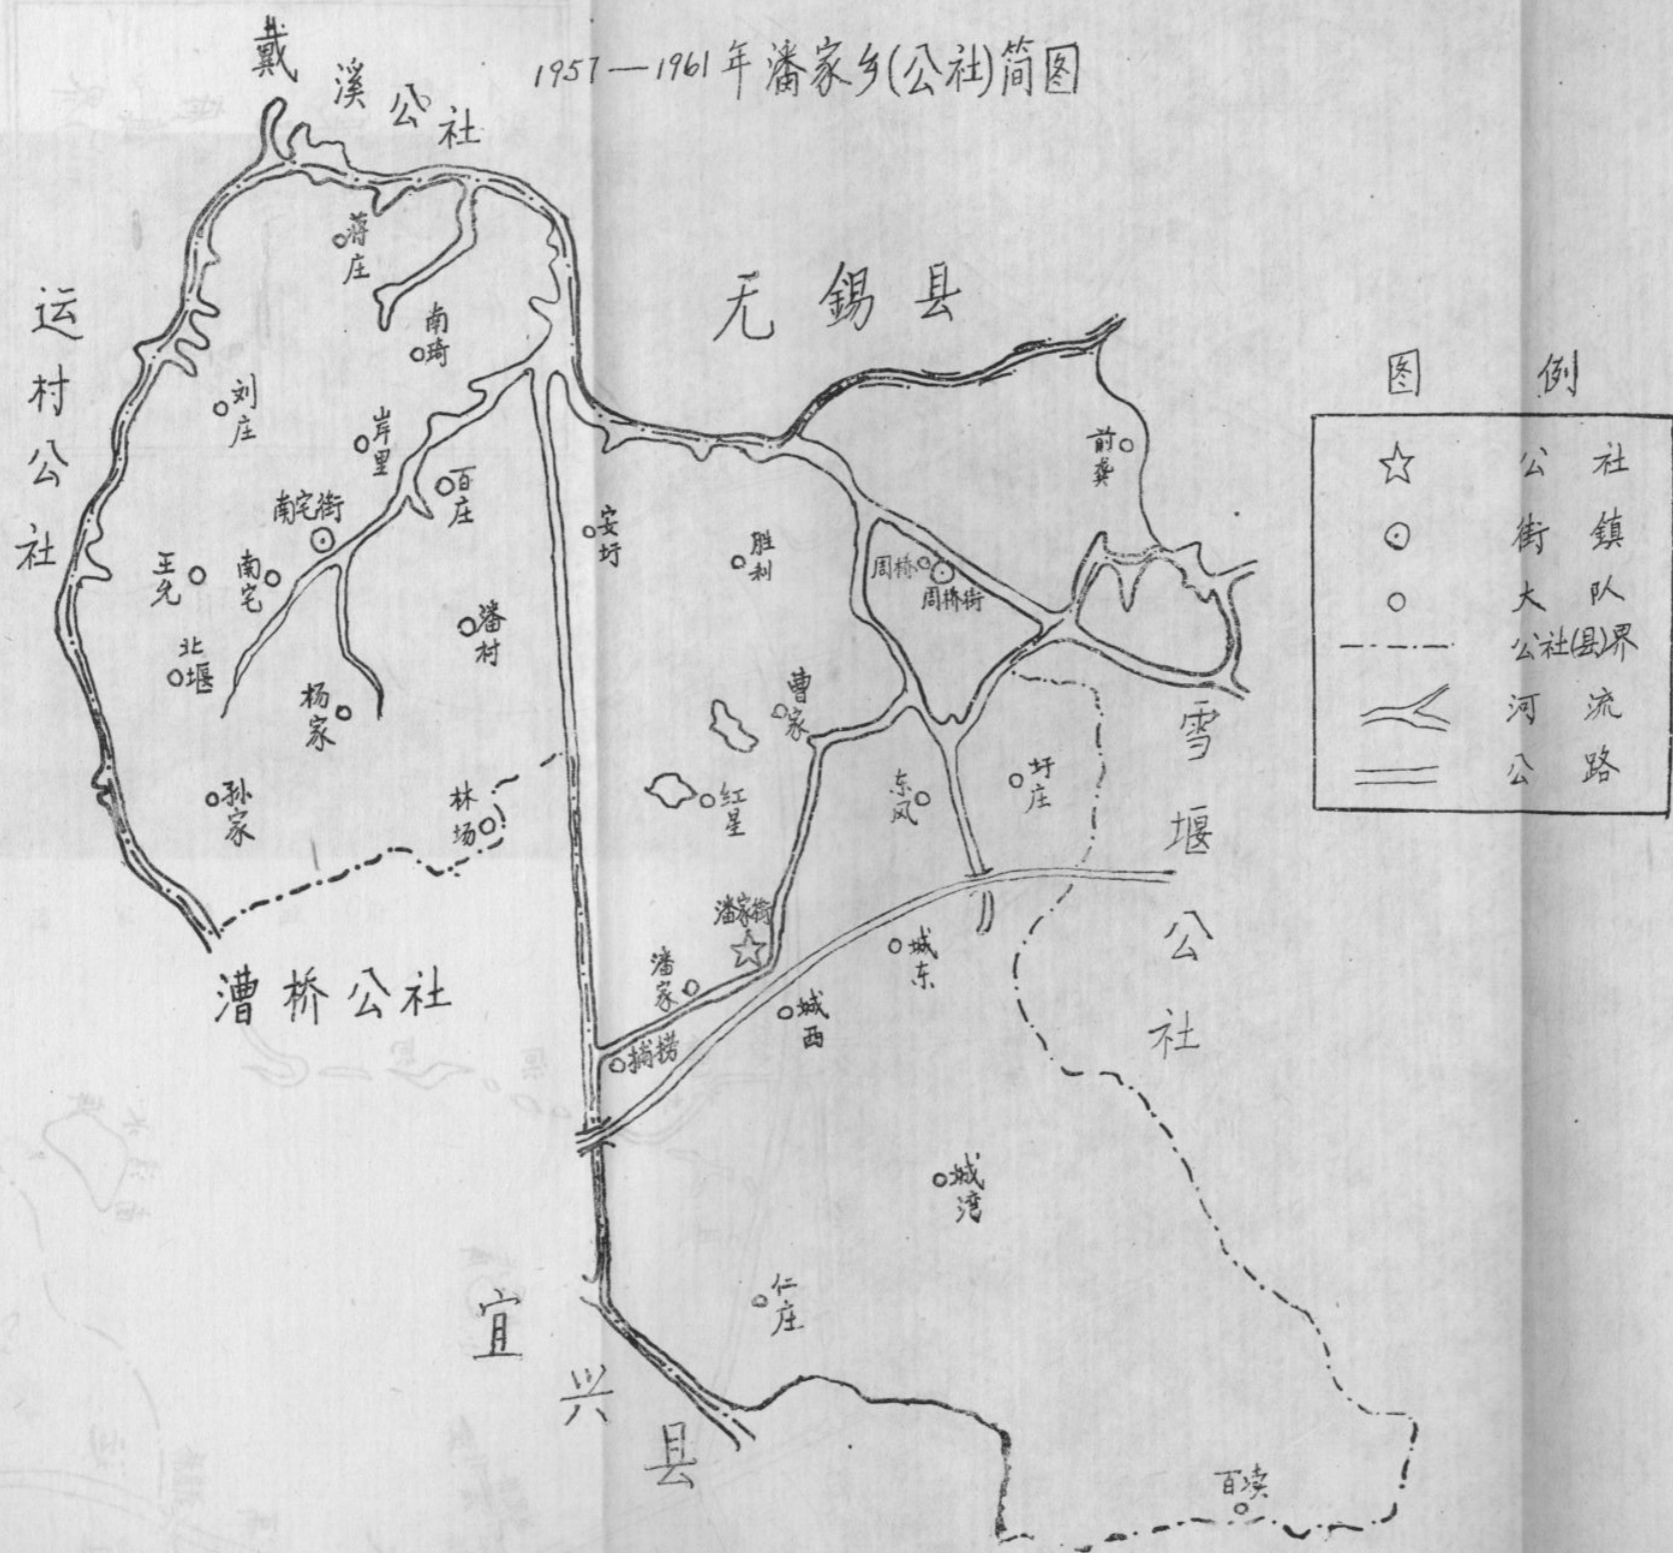 1957—1961年潘家乡(公社)简图
戴溪公社
无錫县
运村公社
蒋庄
南琦
刘庄
岸里
百庄
南宅街
王允
南宅
北堰
潘村
杨家
孙家
林场
安圩
胜利
前龚
周桥
周桥街
曹家
红星
东风
圩庄
雪堰公社
潘家街
潘家
捕捞
城东
城西
城湾
仁庄
百渎
漕桥公社
宜兴县
图例
公社
街镇
大队
公社(县)界
河流
公路